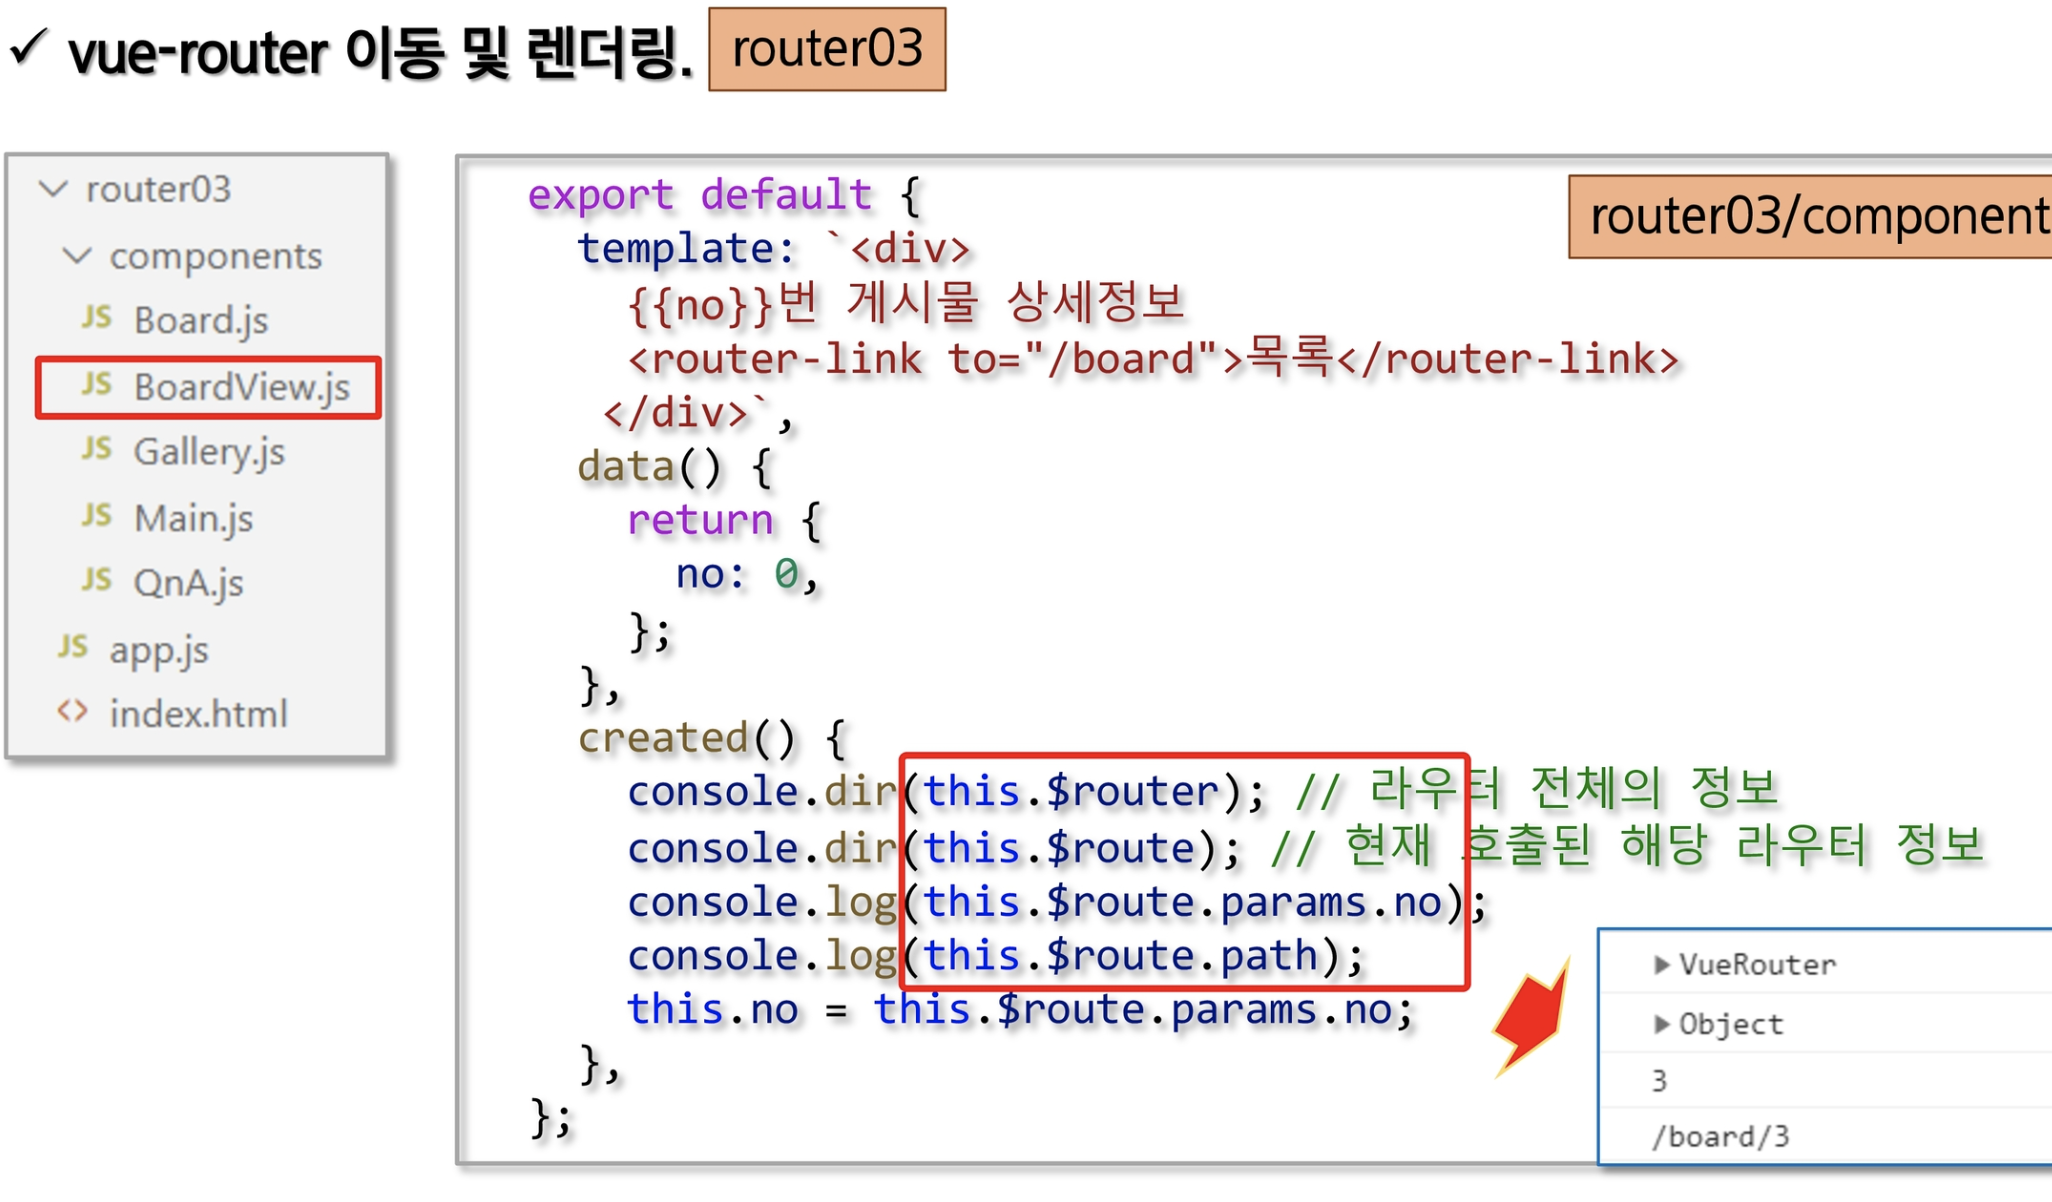 ✓ vue-router 이동 및 렌더링.
router03
router03
components
JS Board.js
JS BoardView.js
JS Gallery.js
JS Main.js
JS QnA.js
JS app.js
<> index.html
router03/component
export default {
  template: `<div>
    {{no}}번 게시물 상세정보
    <router-link to="/board">목록</router-link>
   </div>`,
  data() {
    return {
      no: 0,
    };
  },
  created() {
    console.dir(this.$router); // 라우터 전체의 정보
    console.dir(this.$route); // 현재 호출된 해당 라우터 정보
    console.log(this.$route.params.no);
    console.log(this.$route.path);
    this.no = this.$route.params.no;
  },
};
▶ VueRouter
▶ Object
3
/board/3